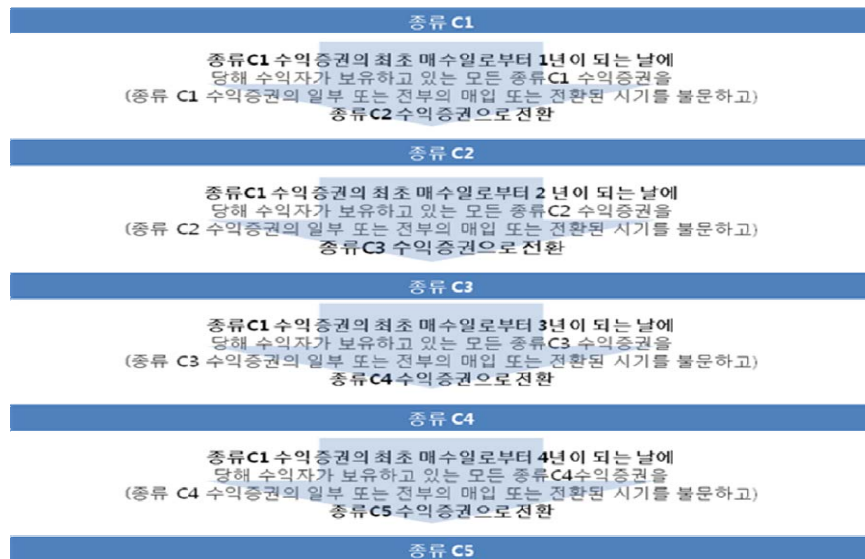 종류 C1
종류C1 수익증권의 최초 매수일로부터 1년이 되는 날에
당해 수익자가 보유하고 있는 모든 종류C1 수익증권을
(종류 C1 수익증권의 일부 또는 전부의 매입 또는 전환된 시기를 불문하고)
종류C2 수익증권으로 전환
종류 C2
종류C1 수익증권의 최초 매수일로부터 2 년이 되는 날에
당해 수익자가 보유하고 있는 모든 종류C2 수익증권을
(종류 C2 수익증권의 일부 또는 전부의 매입 또는 전환된 시기를 불문하고)
종류C3 수익증권으로 전환
종류 C3
종류C1 수익증권의 최초 매수일로부터 3년이 되는 날에
당해 수익자가 보유하고 있는 모든 종류C3 수익증권을
(종류 C3 수익증권의 일부 또는 전부의 매입 또는 전환된 시기를 불문하고)
종류C4 수익증권으로 전환
종류 C4
종류C1 수익증권의 최초 매수일로부터 4년이 되는 날에
당해 수익자가 보유하고 있는 모든 종류C4수익증권을
(종류 C4 수익증권의 일부 또는 전부의 매입 또는 전환된 시기를 불문하고)
종류C5 수익증권으로 전환
종류 C5